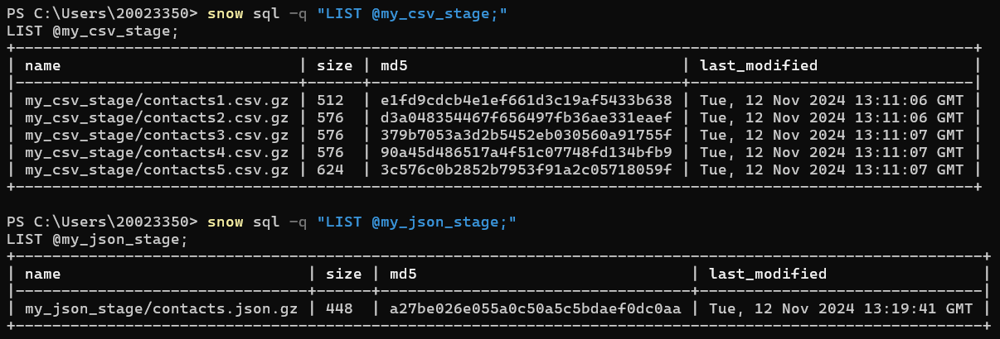 PS C:\Users\20023350> snow sql -q "LIST @my_csv_stage;"
LIST @my_csv_stage;
| name | size | md5 | last_modified |
| my_csv_stage/contacts1.csv.gz | 512 | e1fd9cdcb4e1ef661d3c19af5433b638 | Tue, 12 Nov 2024 13:11:06 GMT |
| my_csv_stage/contacts2.csv.gz | 576 | d3a048354467f656497fb36ae331eaef | Tue, 12 Nov 2024 13:11:06 GMT |
| my_csv_stage/contacts3.csv.gz | 576 | 379b7053a3d2b5452eb030560a91755f | Tue, 12 Nov 2024 13:11:07 GMT |
| my_csv_stage/contacts4.csv.gz | 576 | 90a45d486517a4f51c07748fd134bfb9 | Tue, 12 Nov 2024 13:11:07 GMT |
| my_csv_stage/contacts5.csv.gz | 624 | 3c576c0b2852b7953f91a2c05718059f | Tue, 12 Nov 2024 13:11:07 GMT |
PS C:\Users\20023350> snow sql -q "LIST @my_json_stage;"
LIST @my_json_stage;
| name | size | md5 | last_modified |
| my_json_stage/contacts.json.gz | 448 | a27be026e055a0c50a5c5bdaef0dc0aa | Tue, 12 Nov 2024 13:19:41 GMT |